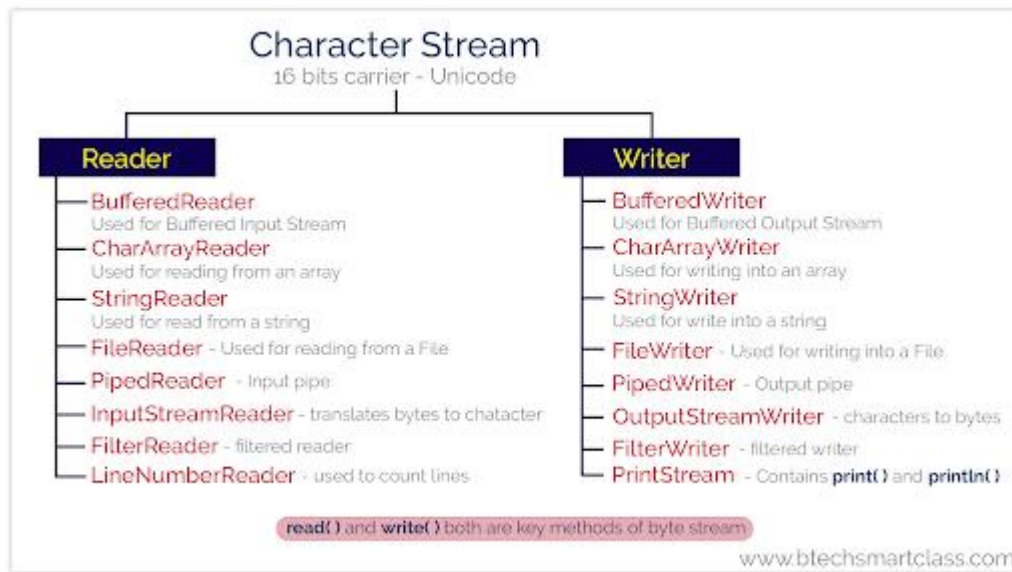 Character Stream
16 bits carrier - Unicode
Reader
BufferedReader
Used for Buffered Input Stream
CharArrayReader
Used for reading from an array
StringReader
Used for read from a string
FileReader - Used for reading from a File
PipedReader - Input pipe
InputStreamReader - translates bytes to chatacter
FilterReader - filtered reader
LineNumberReader - used to count lines
Writer
BufferedWriter
Used for Buffered Output Stream
CharArrayWriter
Used for writing into an array
StringWriter
Used for write into a string
FileWriter - Used for writing into a File
PipedWriter - Output pipe
OutputStreamWriter - characters to bytes
FilterWriter - filtered writer
PrintStream - Contains print( ) and println( )
read( ) and write( ) both are key methods of byte stream
www.btechsmartclass.com